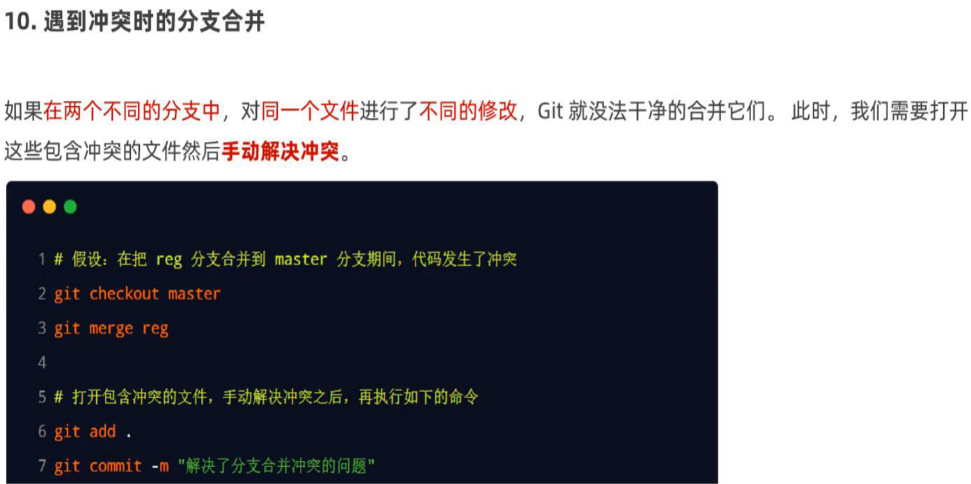 10. 遇到冲突时的分支合并
如果在两个不同的分支中，对同一个文件进行了不同的修改，Git 就没法干净的合并它们。 此时，我们需要打开
这些包含冲突的文件然后手动解决冲突。
1 # 假设：在把 reg 分支合并到 master 分支期间，代码发生了冲突
2 git checkout master
3 git merge reg
4
5 # 打开包含冲突的文件，手动解决冲突之后，再执行如下的命令
6 git add .
7 git commit -m "解决了分支合并冲突的问题"